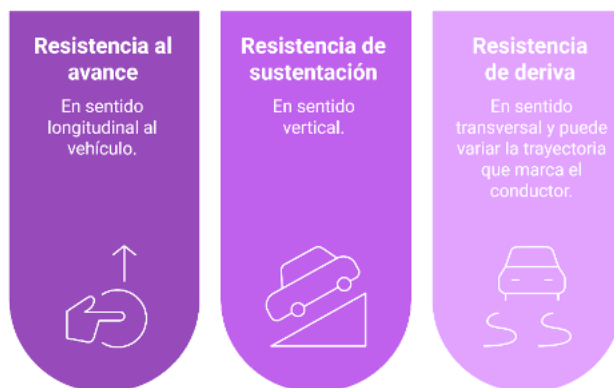 Resistencia al
avance
En sentido
longitudinal al
vehículo.
Resistencia de
sustentación
En sentido
vertical.
Resistencia
de deriva
En sentido
transversal y puede
variar la trayectoria
que marca el
conductor.